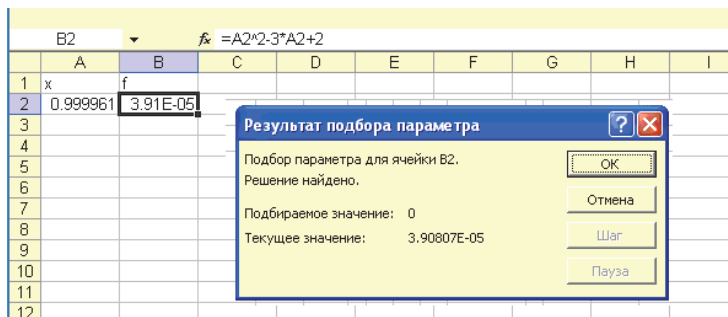 B2 fx =A2^2-3*A2+2
A B C D E F G H I
1 x f
2 0.999961 3.91E-05
3
4
5
6
7
8
9
10
11
12
Результат подбора параметра
Подбор параметра для ячейки B2.
Решение найдено.
Подбираемое значение: 0
Текущее значение: 3.90807E-05
OK
Отмена
Шаг
Пауза